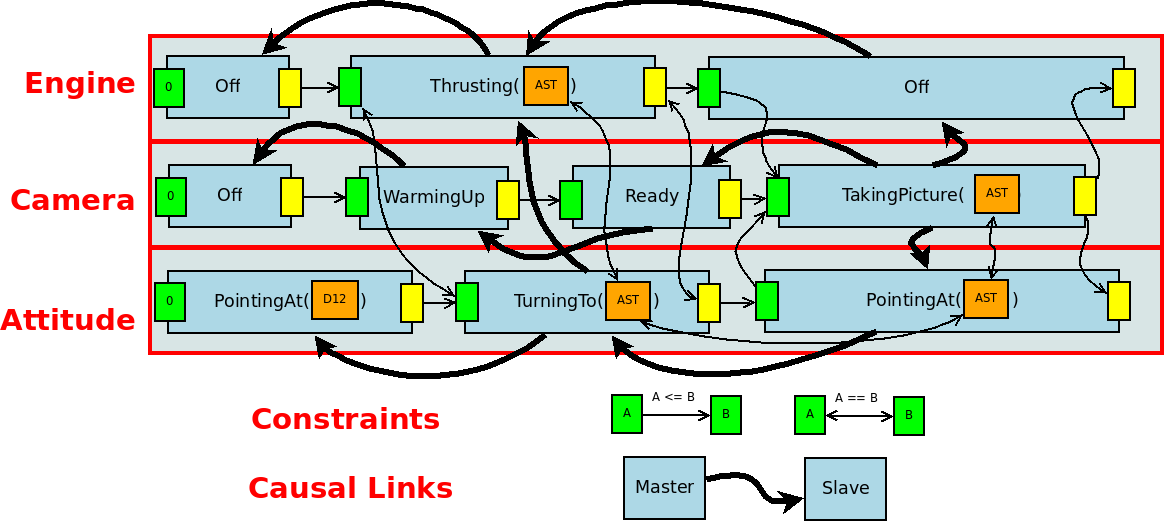 Engine
0 Off Thrusting( AST ) Off
Camera
0 Off WarmingUp Ready TakingPicture( AST
Attitude
0 PointingAt( D12 ) TurningTo( AST ) PointingAt( AST )
Constraints
A A <= B B A A == B B
Causal Links
Master Slave